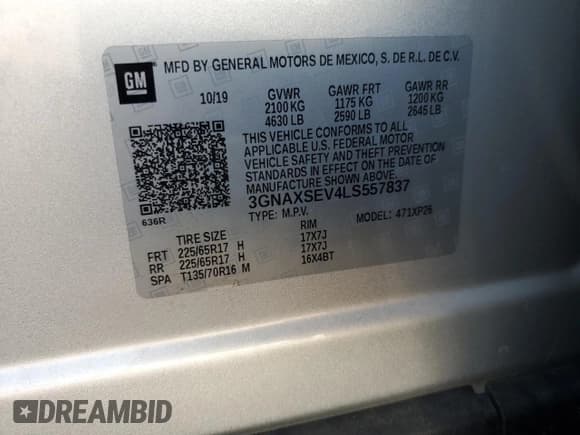 GM
MFD BY GENERAL MOTORS DE MEXICO, S. DE R.L. DE C.V.
10/19 GVWR GAWR FRT GAWR RR
2100 KG 1175 KG 1200 KG
4630 LB 2590 LB 2645 LB
THIS VEHICLE CONFORMS TO ALL
APPLICABLE U.S. FEDERAL MOTOR
VEHICLE SAFETY AND THEFT PREVENTION
STANDARDS IN EFFECT ON THE DATE OF
MANUFACTURE SHOWN ABOVE.
3GNAXSEV4LS557837
636R
TYPE: M.P.V. MODEL: 471XP26
TIRE SIZE RIM
FRT 225/65R17 H 17X7J
RR 225/65R17 H 17X7J
SPA T135/70R16 M 16X4BT
DREAMBID